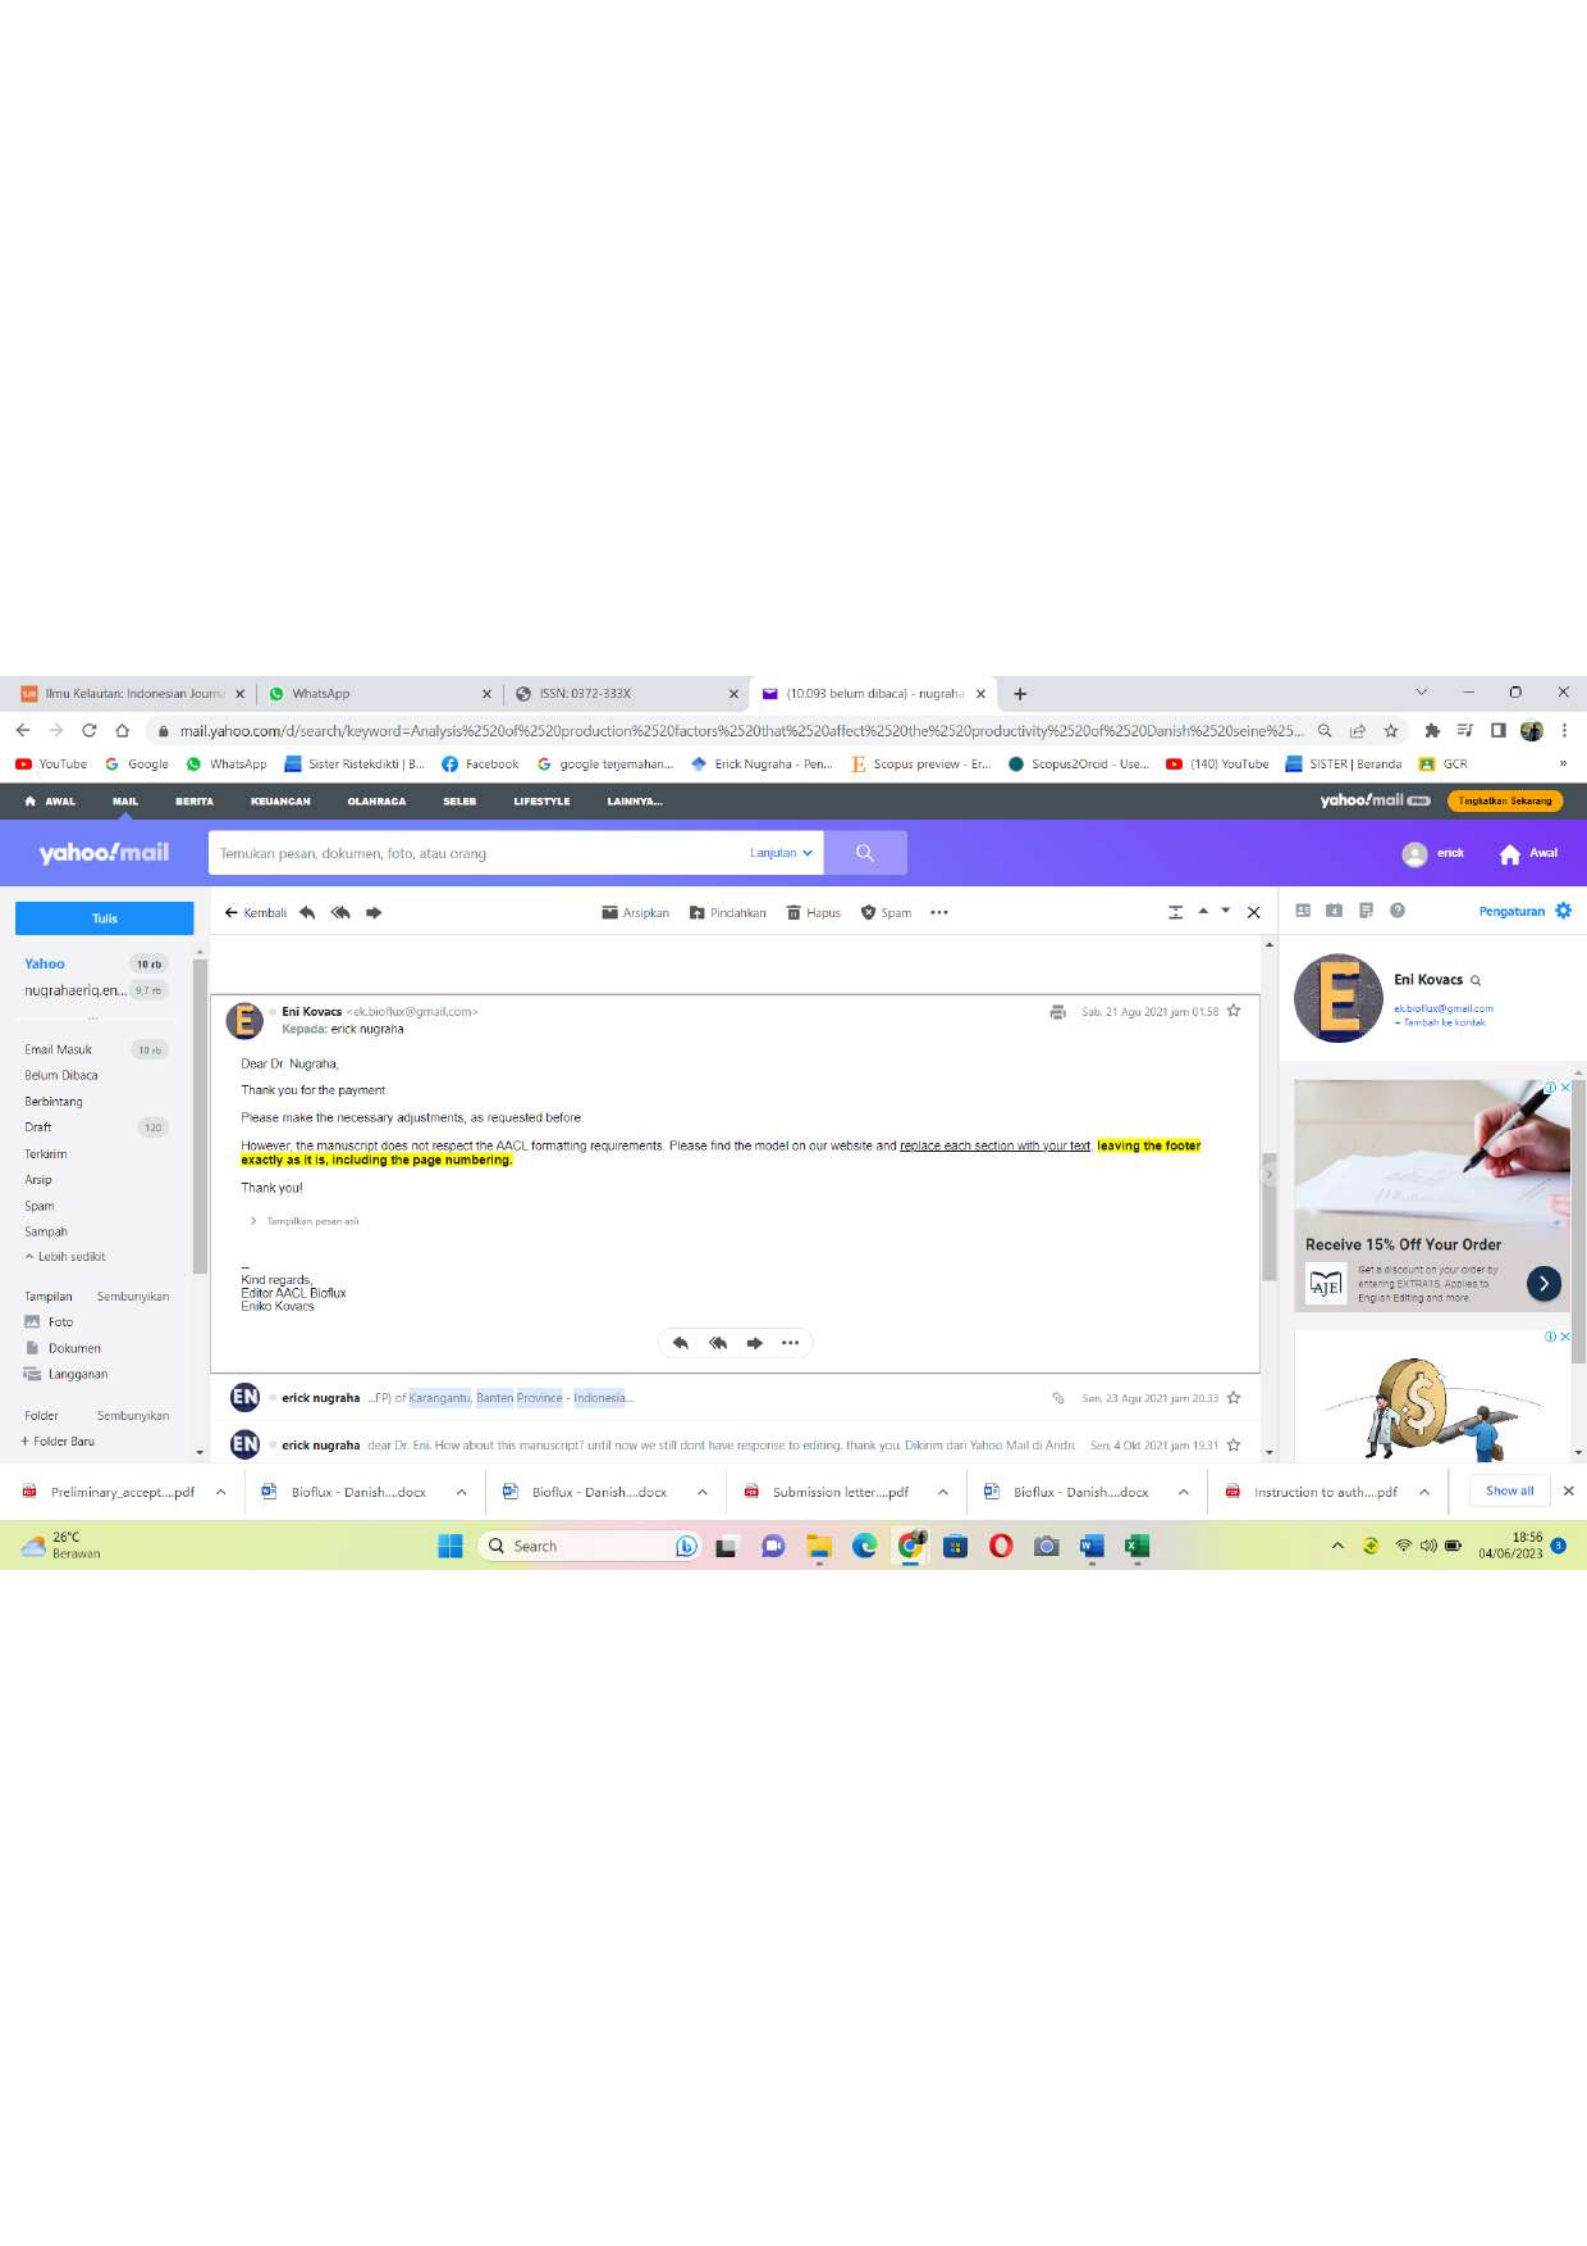 Ilmu Kelautan: Indonesian Journa
WhatsApp
ISSN: 0372-333X
(10.093 belum dibaca) - nugraha
mail.yahoo.com/d/search/keyword=Analysis%2520of%2520production%2520factors%2520that%2520affect%2520the%2520productivity%2520of%2520Danish%2520seine%25...
YouTube
Google
WhatsApp
Sister Ristekdikti | B...
Facebook
google terjemahan...
Erick Nugraha - Pen...
Scopus preview - Er...
Scopus2Orcid - Use...
(140) YouTube
SISTER | Beranda
GCR
AWAL MAIL BERITA KEUANGAN OLAHRAGA SELEB LIFESTYLE LAINNYA...
yahoo!mail PRO
Tingkatkan Sekarang
yahoo!mail
Temukan pesan, dokumen, foto, atau orang
Lanjutan
erick
Awal
Tulis
Kembali
Arsipkan
Pindahkan
Hapus
Spam
Pengaturan
Yahoo 10 rb
nugrahaeriq.en... 9,7 rb
Email Masuk 10 rb
Belum Dibaca
Berbintang
Draft 120
Terkirim
Arsip
Spam
Sampah
Lebih sedikit
Tampilan Sembunyikan
Foto
Dokumen
Langganan
Folder Sembunyikan
+ Folder Baru
Eni Kovacs <ek.bioflux@gmail.com>
Sab, 21 Agu 2021 jam 01.58
Kepada: erick nugraha
Dear Dr. Nugraha,
Thank you for the payment.
Please make the necessary adjustments, as requested before:
However, the manuscript does not respect the AACL formatting requirements. Please find the model on our website and replace each section with your text, leaving the footer
exactly as it is, including the page numbering.
Thank you!
Tampilkan pesan asli
--
Kind regards,
Editor AACL Bioflux
Eniko Kovacs
EN erick nugraha ...FP) of Karangantu, Banten Province - Indonesia... Sen, 23 Agu 2021 jam 20.33
EN erick nugraha dear Dr. Eni. How about this manuscript? until now we still dont have response to editing. thank you. Dikirim dari Yahoo Mail di Andr Sen, 4 Okt 2021 jam 19.31
Eni Kovacs
ek.bioflux@gmail.com
+ Tambah ke kontak
Receive 15% Off Your Order
AJE
Get a discount on your order by
entering EXTRA15. Applies to
English Editing and more.
Preliminary_accept....pdf
Bioflux - Danish....docx
Bioflux - Danish....docx
Submission letter....pdf
Bioflux - Danish....docx
Instruction to auth....pdf
Show all
26°C
Berawan
Search
18:56
04/06/2023
3